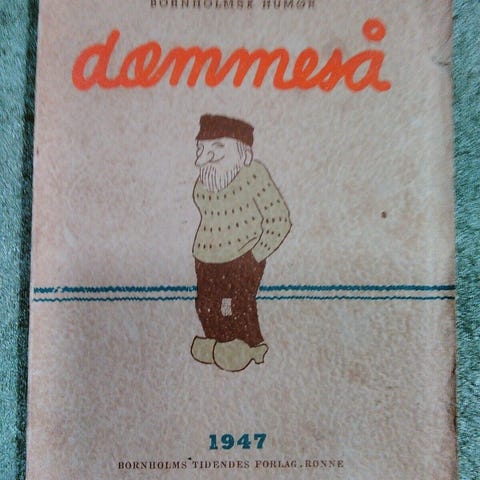 BORNHOLMSK HUMØR
dæmmeså
1947
BORNHOLMS TIDENDES FORLAG. RØNNE